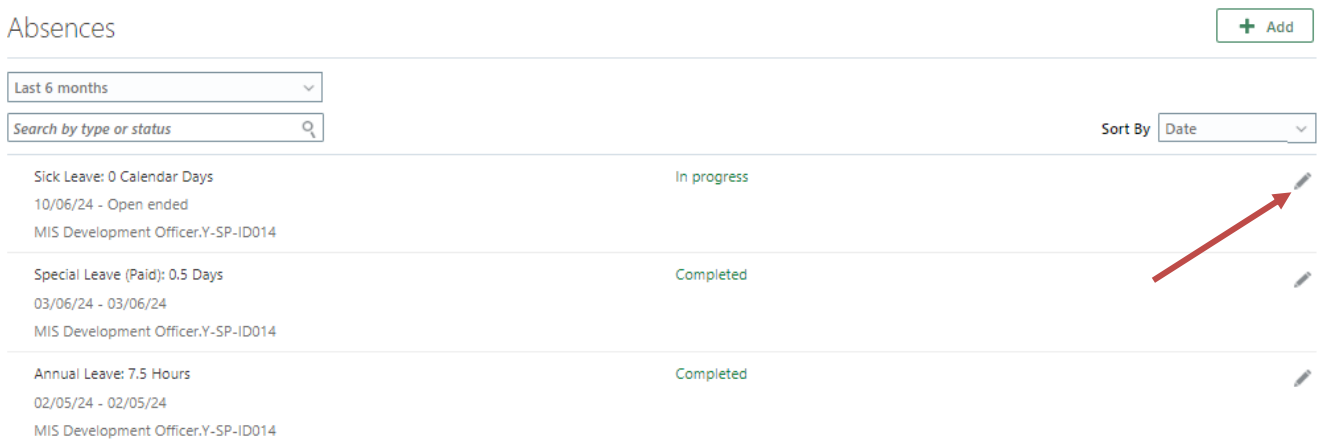 Absences
+ Add
Last 6 months
Search by type or status
Sort By Date
Sick Leave: 0 Calendar Days In progress
10/06/24 - Open ended
MIS Development Officer.Y-SP-ID014
Special Leave (Paid): 0.5 Days Completed
03/06/24 - 03/06/24
MIS Development Officer.Y-SP-ID014
Annual Leave: 7.5 Hours Completed
02/05/24 - 02/05/24
MIS Development Officer.Y-SP-ID014